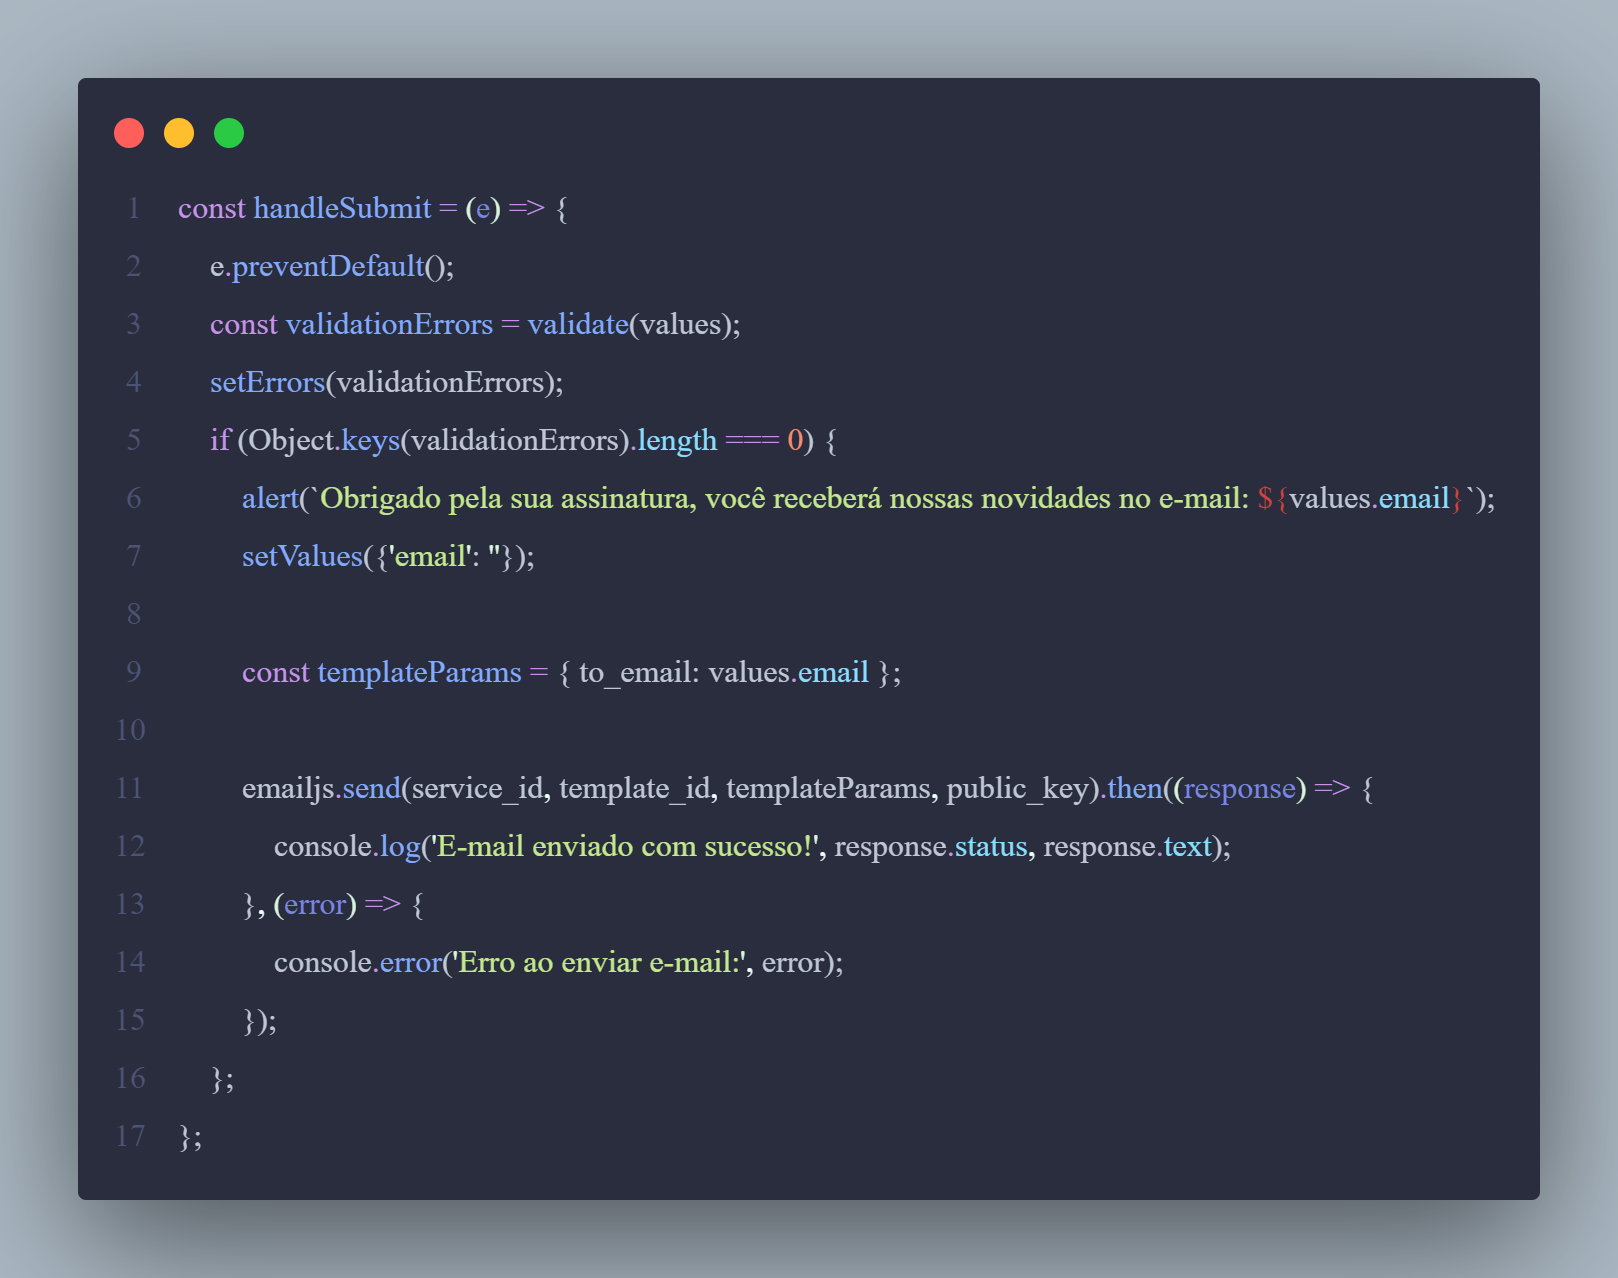 1 const handleSubmit = (e) => {
2 e.preventDefault();
3 const validationErrors = validate(values);
4 setErrors(validationErrors);
5 if (Object.keys(validationErrors).length === 0) {
6 alert(`Obrigado pela sua assinatura, você receberá nossas novidades no e-mail: ${values.email}`);
7 setValues({'email': ''});
8
9 const templateParams = { to_email: values.email };
10
11 emailjs.send(service_id, template_id, templateParams, public_key).then((response) => {
12 console.log('E-mail enviado com sucesso!', response.status, response.text);
13 }, (error) => {
14 console.error('Erro ao enviar e-mail:', error);
15 });
16 };
17 };